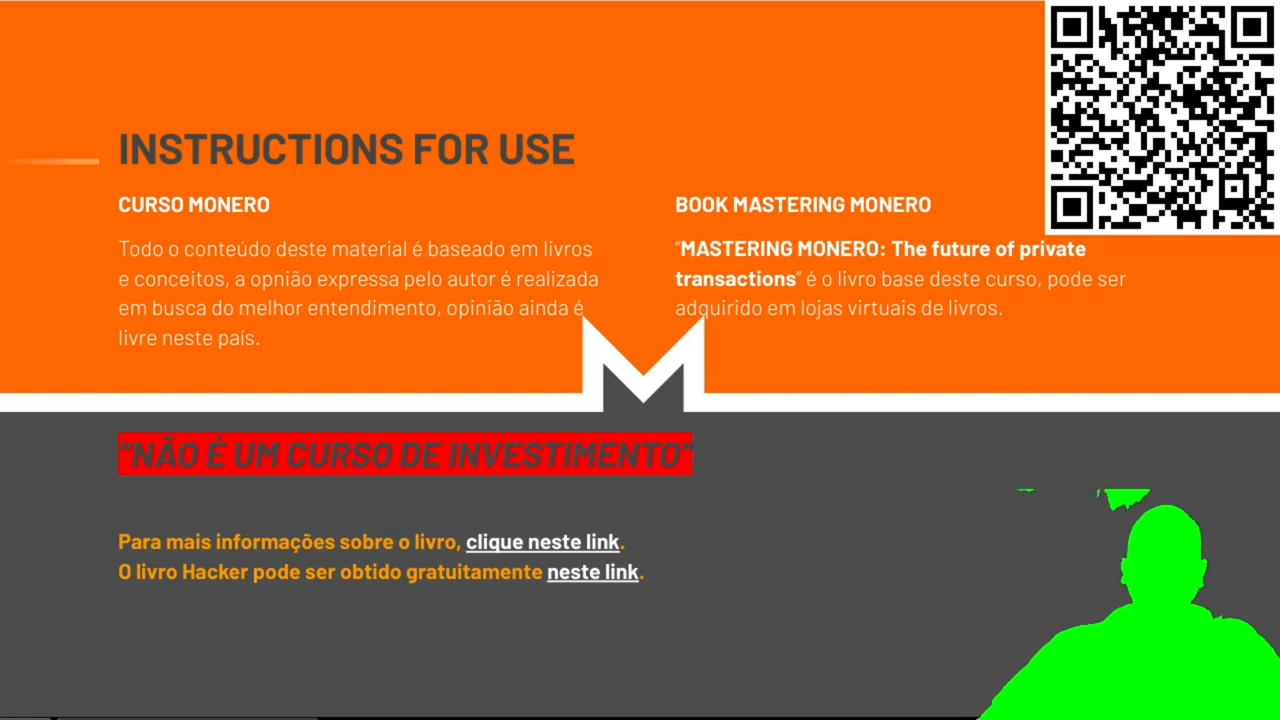 INSTRUCTIONS FOR USE
CURSO MONERO
Todo o conteúdo deste material é baseado em livros
e conceitos, a opnião expressa pelo autor é realizada
em busca do melhor entendimento, opinião ainda é
livre neste país.
BOOK MASTERING MONERO
“MASTERING MONERO: The future of private
transactions” é o livro base deste curso, pode ser
adquirido em lojas virtuais de livros.
“NÃO É UM CURSO DE INVESTIMENTO”
Para mais informações sobre o livro, clique neste link.
O livro Hacker pode ser obtido gratuitamente neste link.